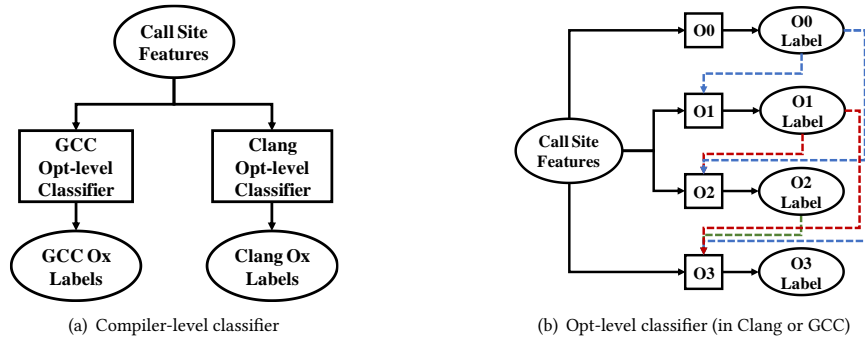 Call Site
Features
GCC
Opt-level
Classifier
Clang
Opt-level
Classifier
GCC Ox
Labels
Clang Ox
Labels
(a) Compiler-level classifier
Call Site
Features
O0
O0
Label
O1
O1
Label
O2
O2
Label
O3
O3
Label
(b) Opt-level classifier (in Clang or GCC)